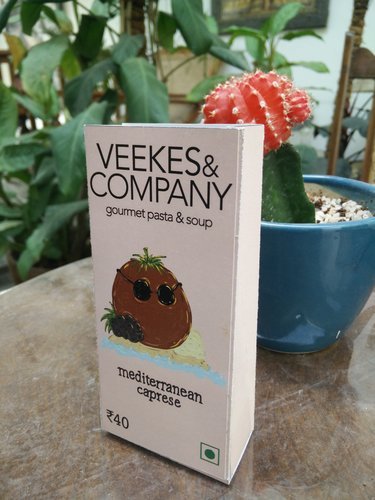 VEEKES&
COMPANY
gourmet pasta & soup
mediterranean
caprese
₹40